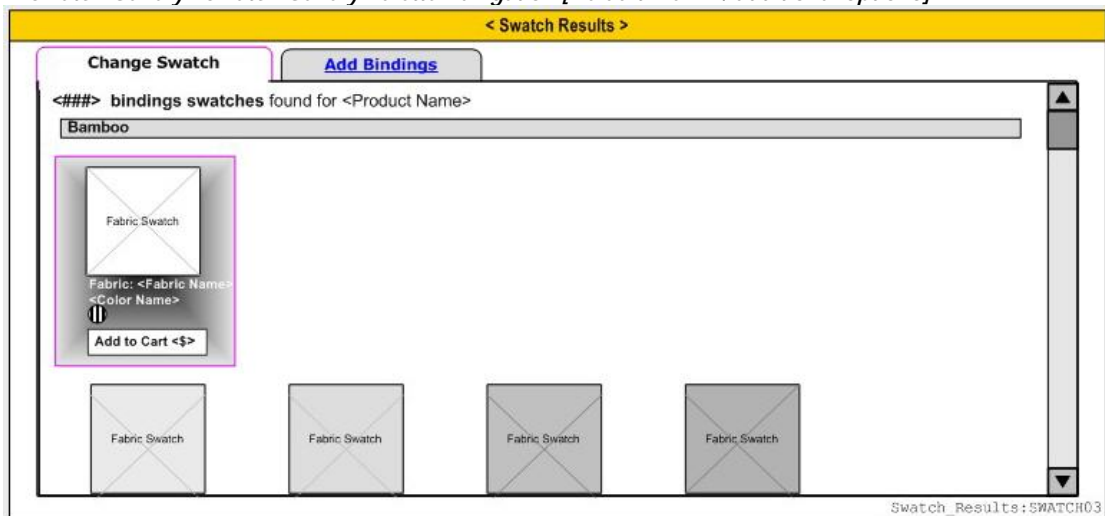 < Swatch Results >
Change Swatch
Add Bindings
<###> bindings swatches found for <Product Name>
Bamboo
Fabric Swatch
Fabric: <Fabric Name>
<Color Name>
Add to Cart <$>
Fabric Swatch
Fabric Swatch
Fabric Swatch
Fabric Swatch
Swatch_Results:SWATCH03